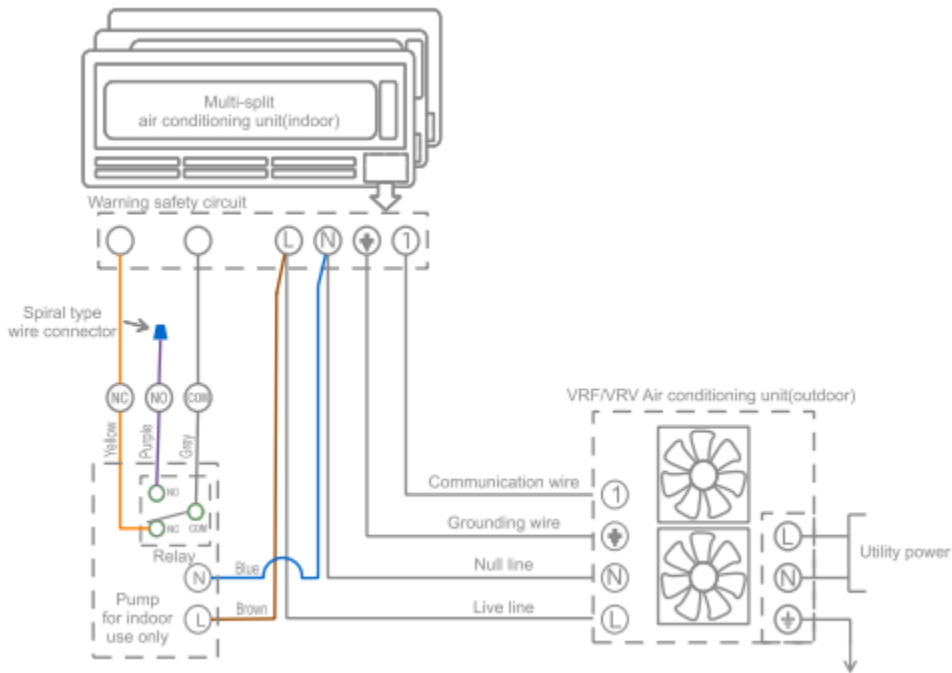 Multi-split
air conditioning unit(indoor)
Warning safety circuit
L
N
1
Spiral type
wire connector
NC
NO
COM
Yellow
Purple
Grey
NO
NC
COM
Relay
N
Blue
Pump
for indoor
use only
L
Brown
VRF/VRV Air conditioning unit(outdoor)
Communication wire
1
Grounding wire
Null line
N
Live line
L
L
N
Utility power